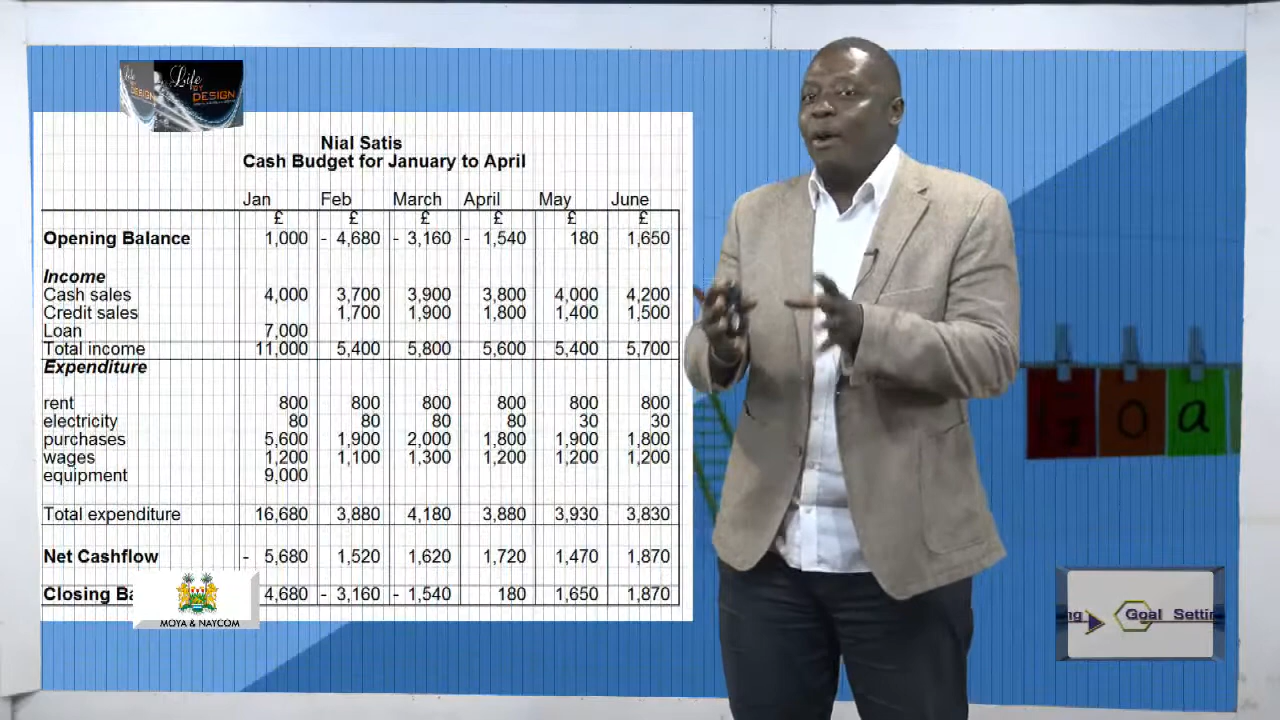 Life
BY
DESIGN
Nial Satis
Cash Budget for January to April
Jan Feb March April May June
£ £ £ £ £ £
Opening Balance 1,000 - 4,680 - 3,160 - 1,540 180 1,650
Income
Cash sales 4,000 3,700 3,900 3,800 4,000 4,200
Credit sales 1,700 1,900 1,800 1,400 1,500
Loan 7,000
Total income 11,000 5,400 5,800 5,600 5,400 5,700
Expenditure
rent 800 800 800 800 800 800
electricity 80 80 80 80 30 30
purchases 5,600 1,900 2,000 1,800 1,900 1,800
wages 1,200 1,100 1,300 1,200 1,200 1,200
equipment 9,000
Total expenditure 16,680 3,880 4,180 3,880 3,930 3,830
Net Cashflow - 5,680 1,520 1,620 1,720 1,470 1,870
Closing Ba 4,680 - 3,160 - 1,540 180 1,650 1,870
MOYA & NAYCOM
o a
ng Goal Settin